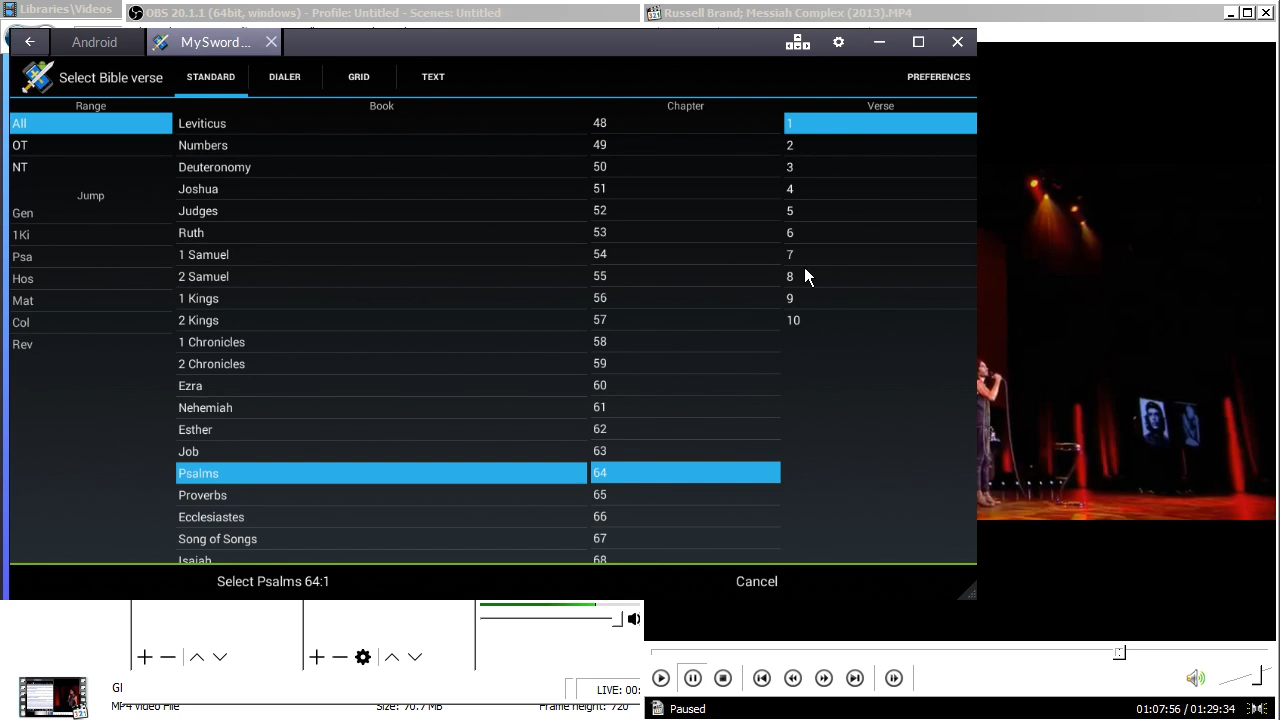 Libraries\Videos
OBS 20.1.1 (64bit, windows) - Profile: Untitled - Scenes: Untitled
Russell Brand; Messiah Complex (2013).MP4
Android
MySword...
Select Bible verse
STANDARD
DIALER
GRID
TEXT
PREFERENCES
Range
Book
Chapter
Verse
All
OT
NT
Jump
Gen
1Ki
Psa
Hos
Mat
Col
Rev
Leviticus
Numbers
Deuteronomy
Joshua
Judges
Ruth
1 Samuel
2 Samuel
1 Kings
2 Kings
1 Chronicles
2 Chronicles
Ezra
Nehemiah
Esther
Job
Psalms
Proverbs
Ecclesiastes
Song of Songs
Isaiah
48
49
50
51
52
53
54
55
56
57
58
59
60
61
62
63
64
65
66
67
68
1
2
3
4
5
6
7
8
9
10
Select Psalms 64:1
Cancel
LIVE: 00:
MP4 Video File
Size: 70.7 MB
Frame height: 720
321
Paused
01:07:56 / 01:29:34